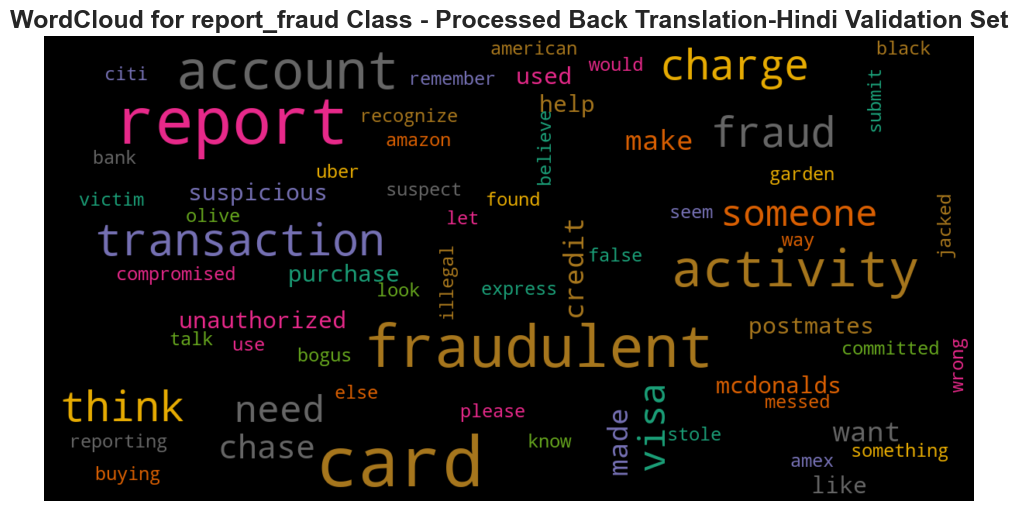 WordCloud for report_fraud Class - Processed Back Translation-Hindi Validation Set
american
black
citi
account
remember
used
would
charge
submit
help
report
recognize
amazon
believe
make
fraud
bank
uber
garden
victim
suspicious
suspect
found
olive
let
seem
someone
jacked
transaction
way
compromised
purchase
illegal
credit
false
activity
look
express
unauthorized
postmates
talk
use
bogus
fraudulent
committed
wrong
think
need
else
please
mcdonalds
messed
visa
made
reporting
chase
card
know
stole
want
something
buying
amex
like